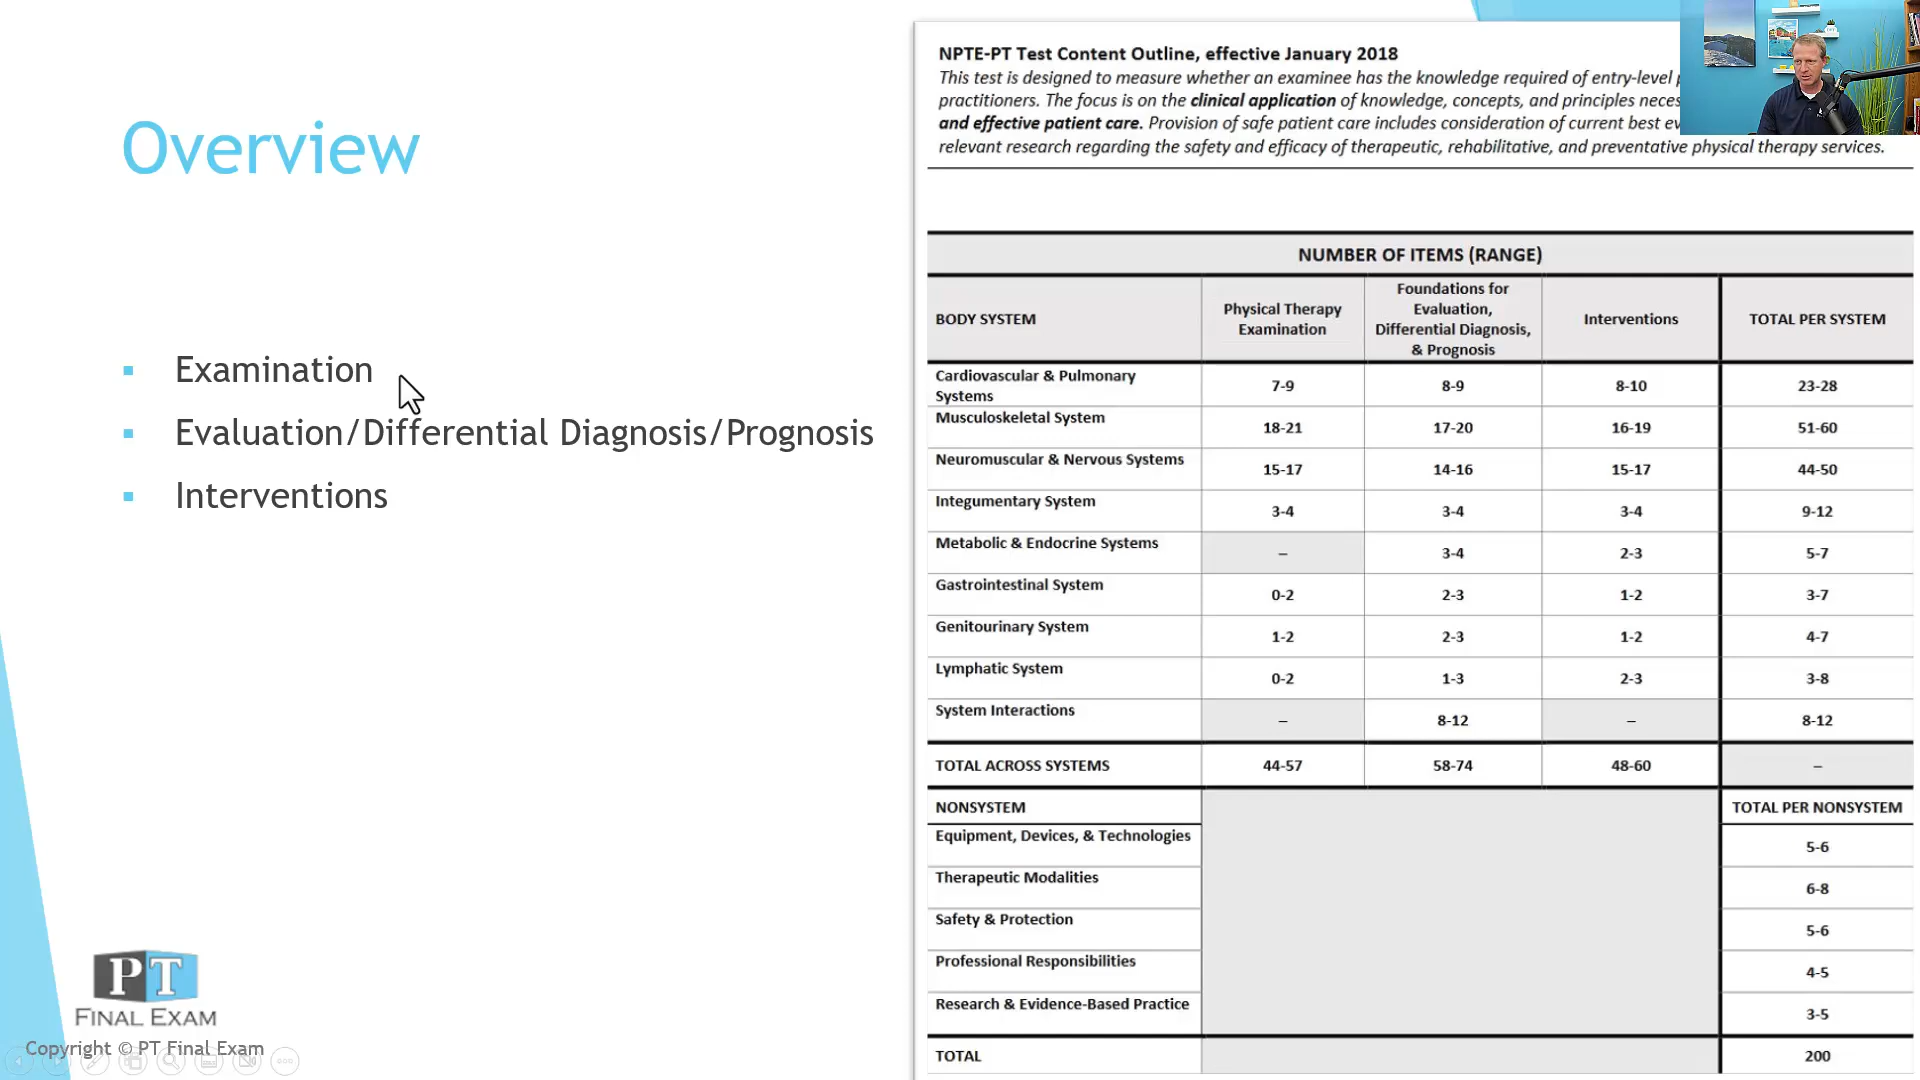 Overview
Examination
Evaluation/Differential Diagnosis/Prognosis
Interventions
PT
FINAL EXAM
Copyright © PT Final Exam
NPTE-PT Test Content Outline, effective January 2018
This test is designed to measure whether an examinee has the knowledge required of entry-level
practitioners. The focus is on the clinical application of knowledge, concepts, and principles
and effective patient care. Provision of safe patient care includes consideration of current best
relevant research regarding the safety and efficacy of therapeutic, rehabilitative, and preventative physical therapy services.
NUMBER OF ITEMS (RANGE)
BODY SYSTEM Physical Therapy Examination Foundations for Evaluation, Differential Diagnosis, & Prognosis Interventions TOTAL PER SYSTEM
Cardiovascular & Pulmonary Systems 7-9 8-9 8-10 23-28
Musculoskeletal System 18-21 17-20 16-19 51-60
Neuromuscular & Nervous Systems 15-17 14-16 15-17 44-50
Integumentary System 3-4 3-4 3-4 9-12
Metabolic & Endocrine Systems – 3-4 2-3 5-7
Gastrointestinal System 0-2 2-3 1-2 3-7
Genitourinary System 1-2 2-3 1-2 4-7
Lymphatic System 0-2 1-3 2-3 3-8
System Interactions – 8-12 – 8-12
TOTAL ACROSS SYSTEMS 44-57 58-74 48-60 –
NONSYSTEM TOTAL PER NONSYSTEM
Equipment, Devices, & Technologies 5-6
Therapeutic Modalities 6-8
Safety & Protection 5-6
Professional Responsibilities 4-5
Research & Evidence-Based Practice 3-5
TOTAL 200